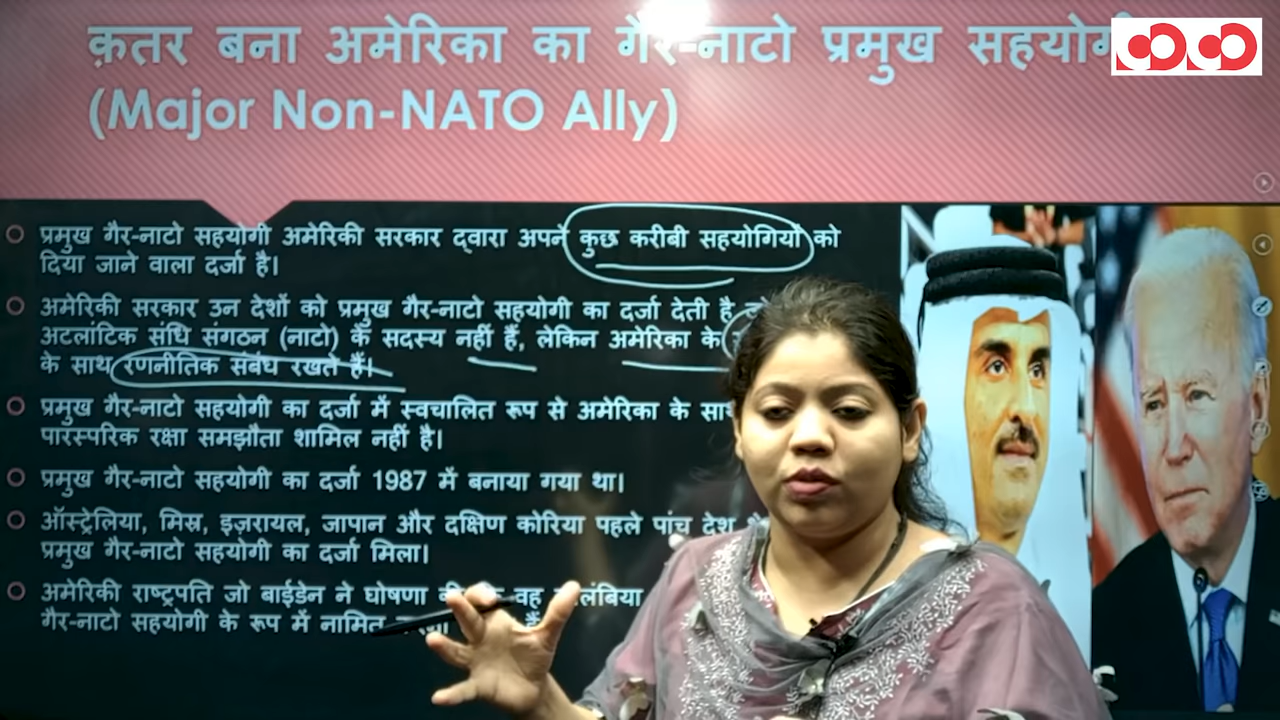 क़तर बना अमेरिका का गैर-नाटो प्रमुख
(Major Non-NATO Ally)
प्रमुख गैर-नाटो सहयोगी अमेरिकी सरकार द्वारा अपने कुछ करीबी सहयोगियों को
दिया जाने वाला दर्जा है।
अमेरिकी सरकार उन देशों को प्रमुख गैर-नाटो सहयोगी का दर्जा देती है
अटलांटिक संधि संगठन (नाटो) के सदस्य नहीं हैं, लेकिन अमेरिका के
के साथ रणनीतिक संबंध रखते हैं।
प्रमुख गैर-नाटो सहयोगी का दर्जा में स्वचालित रूप से अमेरिका के
पारस्परिक रक्षा समझौता शामिल नहीं है।
प्रमुख गैर-नाटो सहयोगी का दर्जा 1987 में बनाया गया था।
ऑस्ट्रेलिया, मिस्र, इज़रायल, जापान और दक्षिण कोरिया पहले पांच देश
प्रमुख गैर-नाटो सहयोगी का दर्जा मिला।
अमेरिकी राष्ट्रपति जो बाईडेन ने घोषणा वह
गैर-नाटो सहयोगी के रूप में नामित